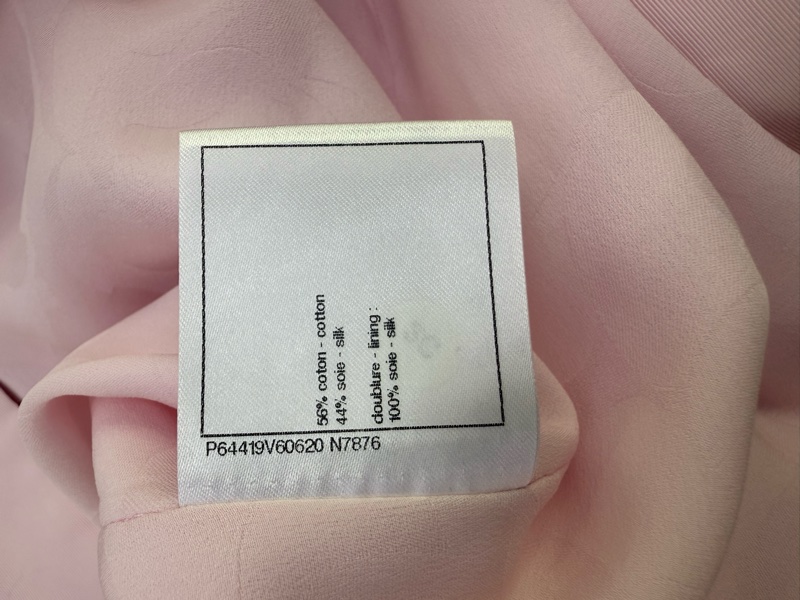 56% coton - cotton
44% soie - silk
doublure - lining :
100% soie - silk
P64419V60620 N7876